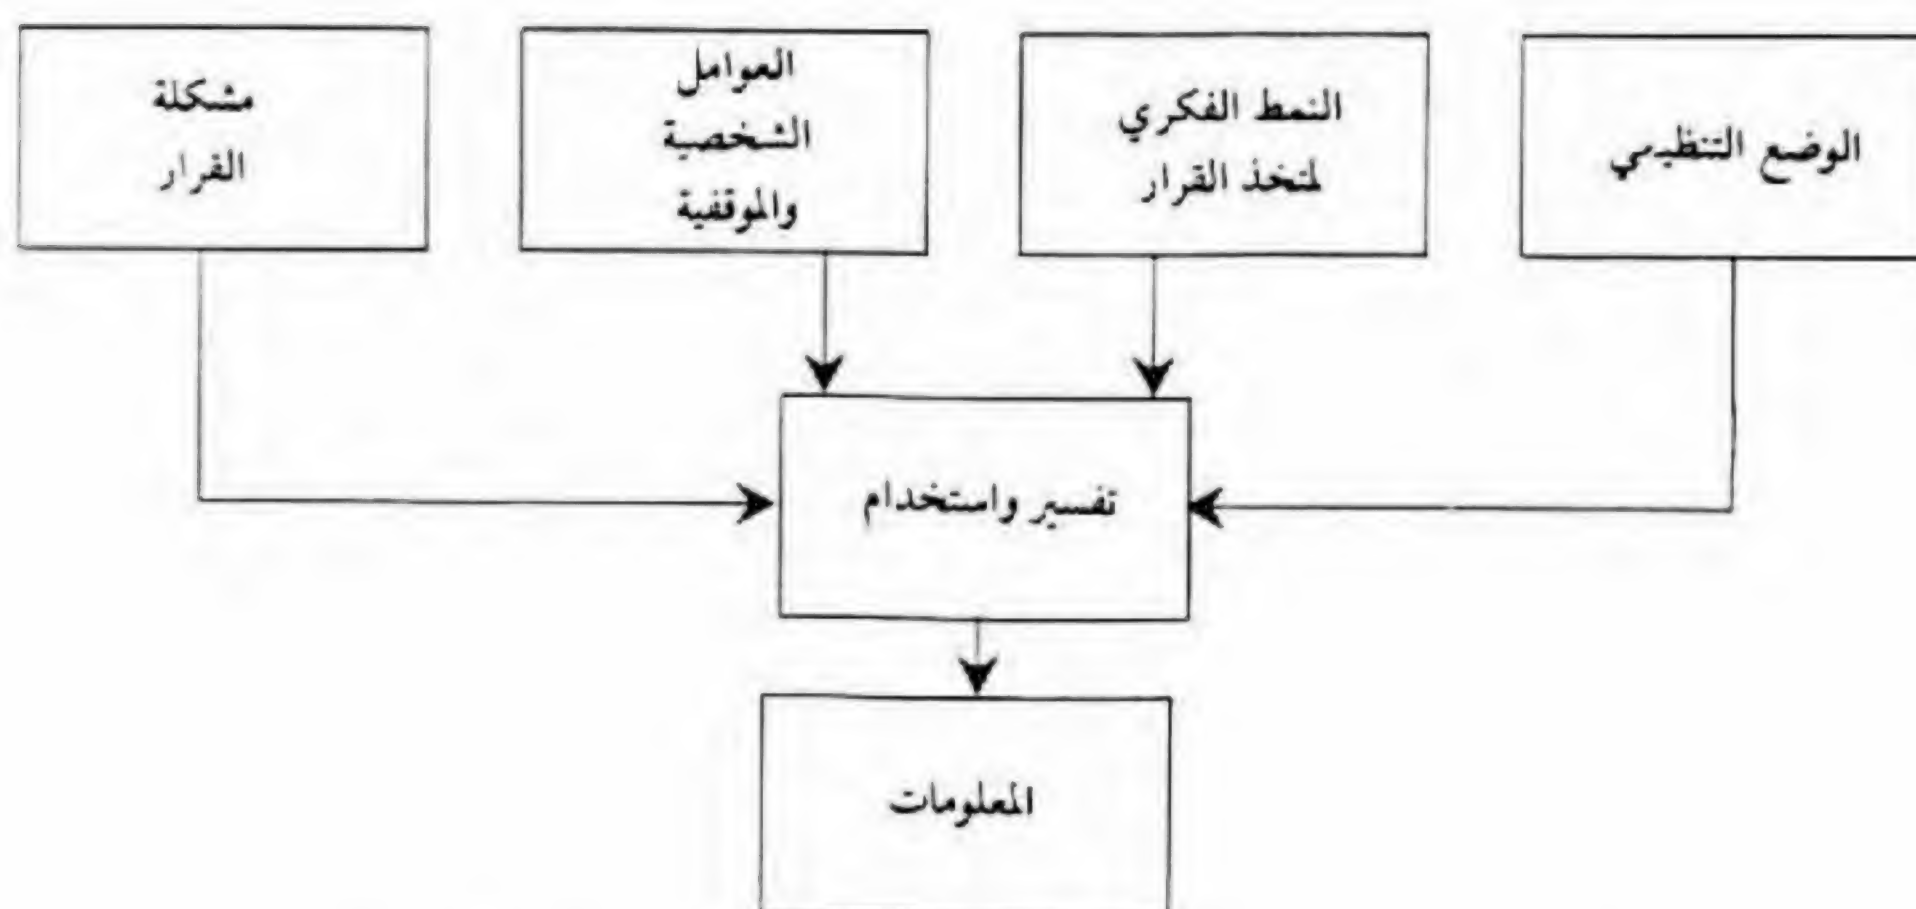 الوضع التنظيمي
النمط الفكري
لمتخذ القرار
العوامل
الشخصية
والموقفية
مشكلة
القرار
تفسير واستخدام
المعلومات